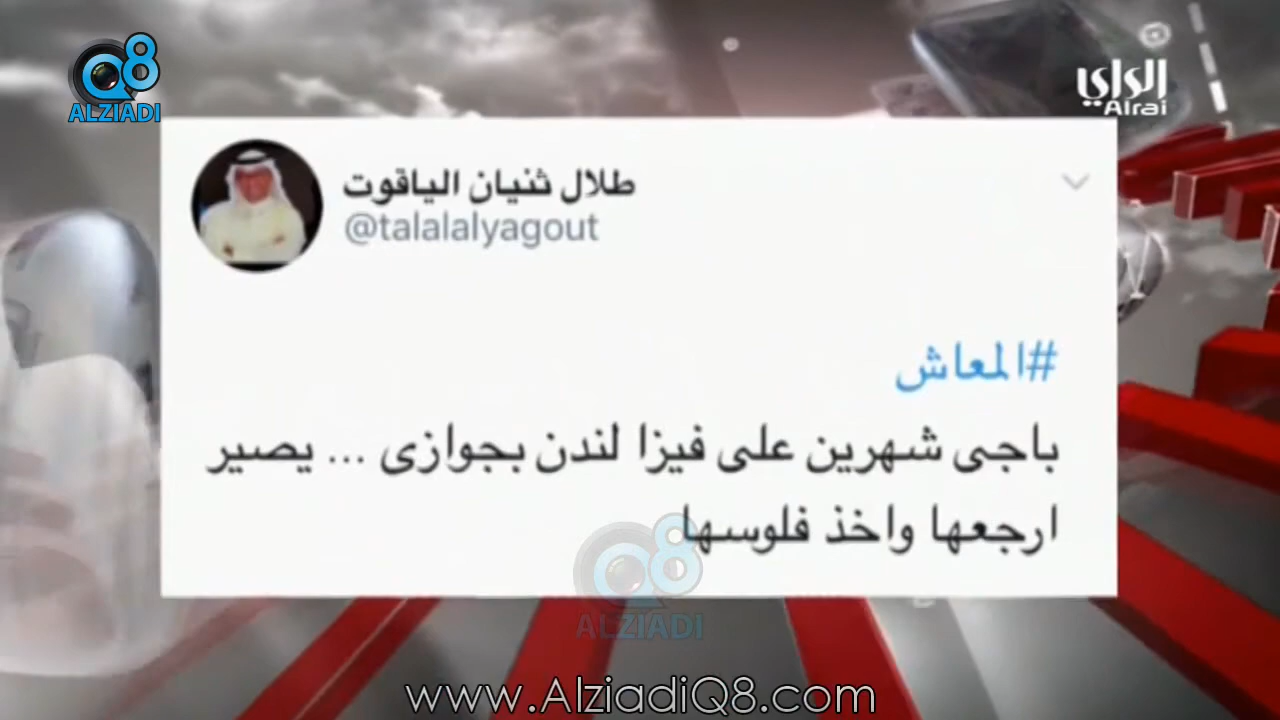 Q8
ALZIADI
الراي
Alrai
طلال ثنيان الياقوت
@talalalyagout
#المعاش
باجى شهرين على فيزا لندن بجوازى ... يصير
ارجعها واخذ فلوسها
Q8
ALZIADI
www.AlziadiQ8.com